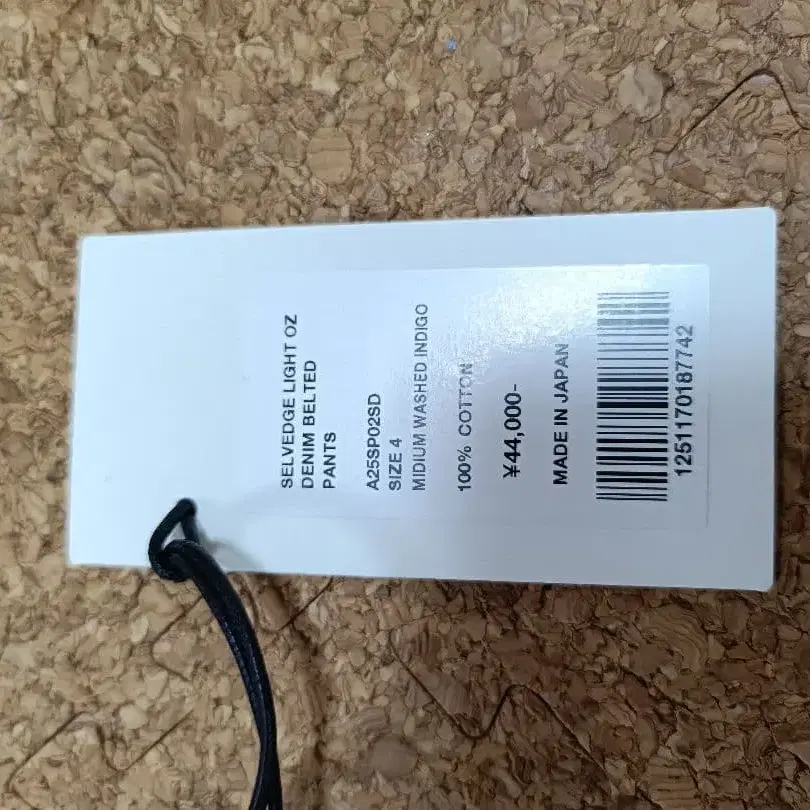 SELVEDGE LIGHT OZ
DENIM BELTED
PANTS
A25SP02SD
SIZE 4
MIDIUM WASHED INDIGO
100% COTTON
¥44,000-
MADE IN JAPAN
1251170187742